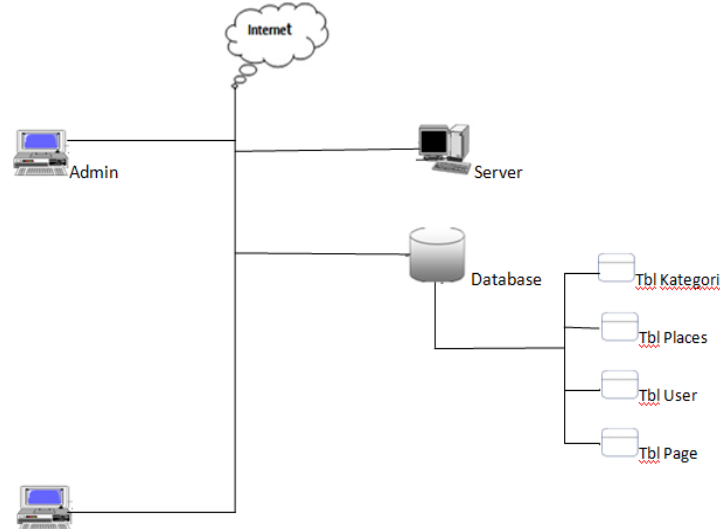 Internet
Admin
Server
Database
Tbl Kategori
Tbl Places
Tbl User
Tbl Page